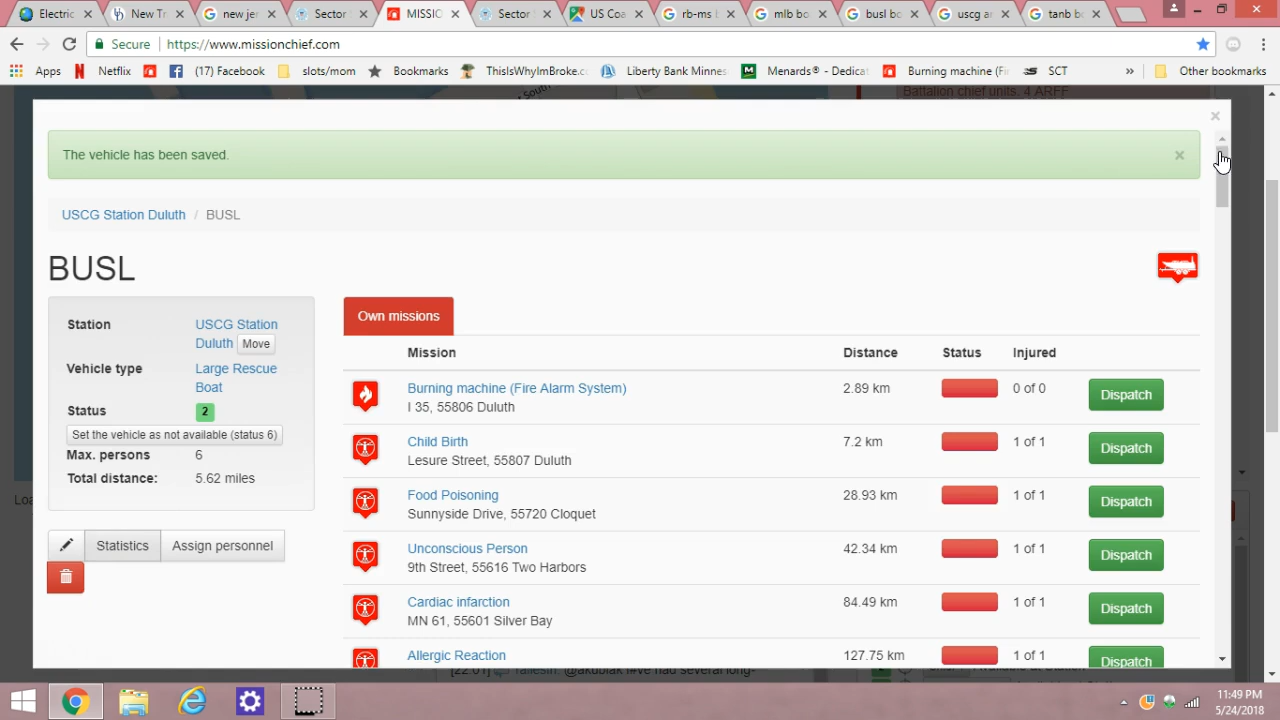 Electric
New Tr
new jer
Sector
MISSIO
Sector
US Coa
rb-ms b
mlb bo
busl bo
uscg a
tanb bo
Secure https://www.missionchief.com
Apps Netflix (17) Facebook slots/mom Bookmarks ThisIsWhyImBroke.c Liberty Bank Minnes Menards® - Dedicat Burning machine (Fi SCT » Other bookmarks
South
Battalion chief units. 4 ARFF
The vehicle has been saved.
USCG Station Duluth / BUSL
BUSL
Station USCG Station
Duluth Move
Vehicle type Large Rescue
Boat
Status 2
Set the vehicle as not available (status 6)
Max. persons 6
Total distance: 5.62 miles
Statistics Assign personnel
Own missions
Mission Distance Status Injured
Burning machine (Fire Alarm System) 2.89 km 0 of 0 Dispatch
I 35, 55806 Duluth
Child Birth 7.2 km 1 of 1 Dispatch
Lesure Street, 55807 Duluth
Food Poisoning 28.93 km 1 of 1 Dispatch
Sunnyside Drive, 55720 Cloquet
Unconscious Person 42.34 km 1 of 1 Dispatch
9th Street, 55616 Two Harbors
Cardiac infarction 84.49 km 1 of 1 Dispatch
MN 61, 55601 Silver Bay
Allergic Reaction 127.75 km 1 of 1 Dispatch
Loa
11:49 PM
5/24/2018